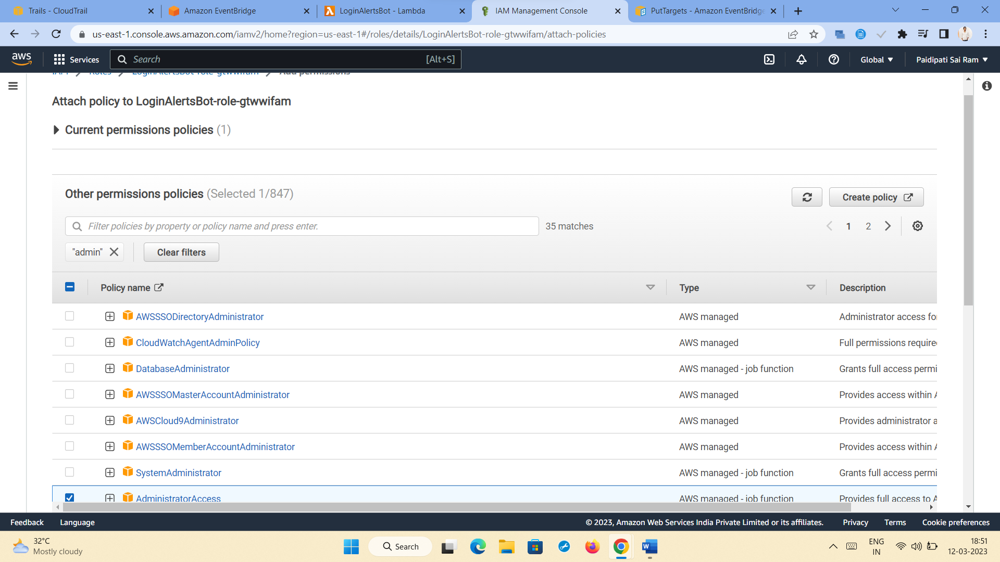 Trails - CloudTrail
Amazon EventBridge
LoginAlertsBot - Lambda
IAM Management Console
PutTargets - Amazon EventBridge
us-east-1.console.aws.amazon.com/iamv2/home?region=us-east-1#/roles/details/LoginAlertsBot-role-gtwwifam/attach-policies
aws
Services
Search
[Alt+S]
Global
Paidipati Sai Ram
IAM
Roles
LoginAlertsBot-role-gtwwifam
Add permissions
Attach policy to LoginAlertsBot-role-gtwwifam
Current permissions policies (1)
Other permissions policies (Selected 1/847)
Create policy
Filter policies by property or policy name and press enter.
35 matches
1
2
"admin"
Clear filters
Policy name
Type
Description
AWSSSODirectoryAdministrator
AWS managed
Administrator access for
CloudWatchAgentAdminPolicy
AWS managed
Full permissions require
DatabaseAdministrator
AWS managed - job function
Grants full access permi
AWSSSOMasterAccountAdministrator
AWS managed
Provides access within A
AWSCloud9Administrator
AWS managed
Provides administrator a
AWSSSOMemberAccountAdministrator
AWS managed
Provides access within A
SystemAdministrator
AWS managed - job function
Grants full access permi
AdministratorAccess
AWS managed - job function
Provides full access to A
Feedback
Language
© 2023, Amazon Web Services India Private Limited or its affiliates.
Privacy
Terms
Cookie preferences
32°C
Mostly cloudy
Search
ENG
IN
18:51
12-03-2023